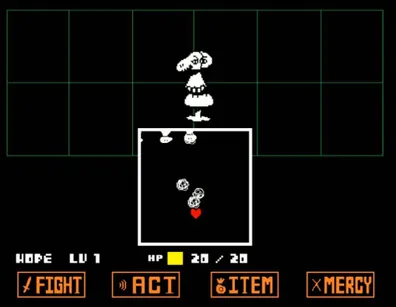 HOPE LV 1 HP 20 / 20
FIGHT ACT ITEM MERCY